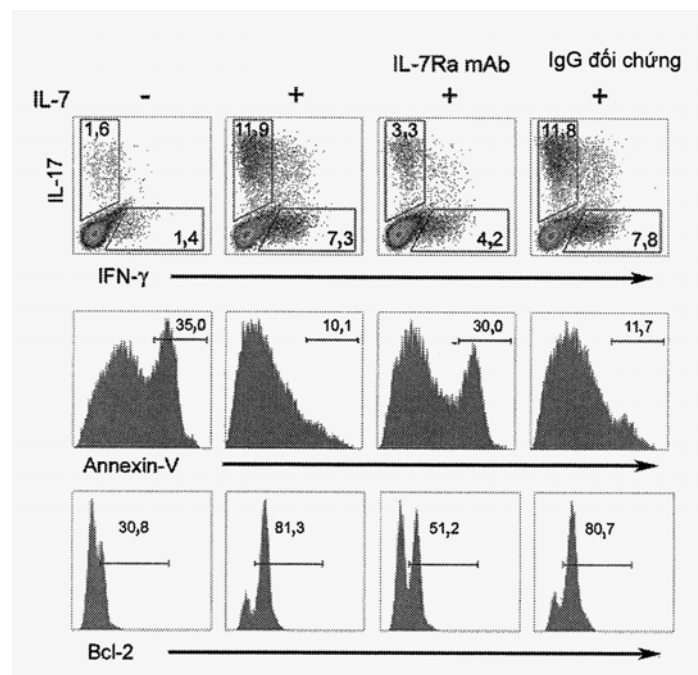 IL-7Ra mAb IgG đối chứng
IL-7 - + + +
1,6 11,9 3,3 11,8
IL-17
1,4 7,3 4,2 7,8
IFN-γ
35,0 10,1 30,0 11,7
Annexin-V
30,8 81,3 51,2 80,7
Bcl-2